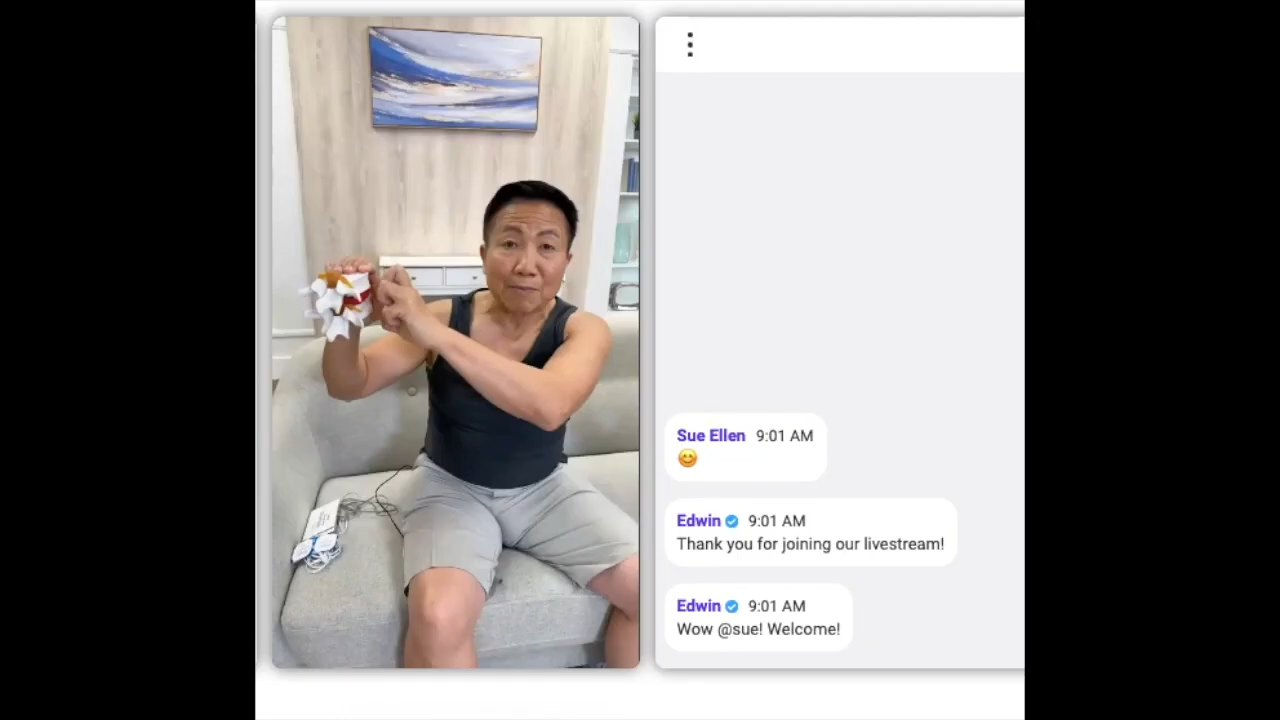 Sue Ellen 9:01 AM
😊
Edwin 9:01 AM
Thank you for joining our livestream!
Edwin 9:01 AM
Wow @sue! Welcome!